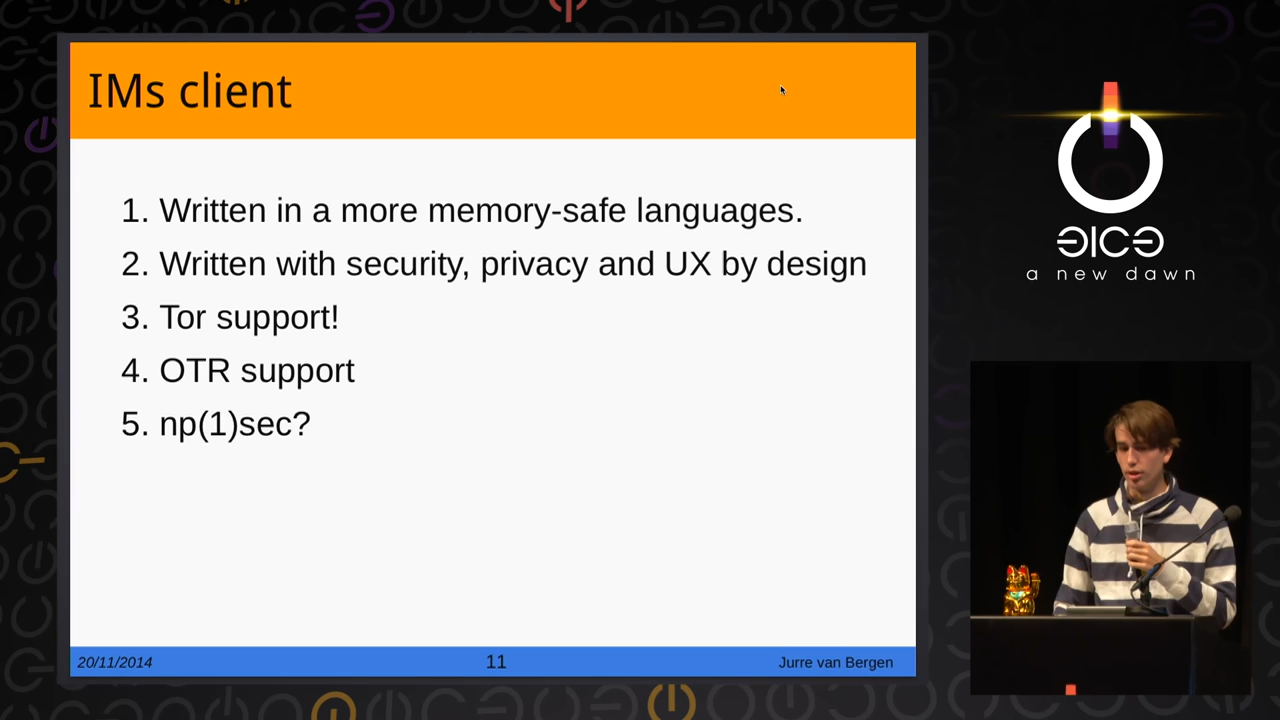 IMs client
1. Written in a more memory-safe languages.
2. Written with security, privacy and UX by design
3. Tor support!
4. OTR support
5. np(1)sec?
20/11/2014
11
Jurre van Bergen
a new dawn